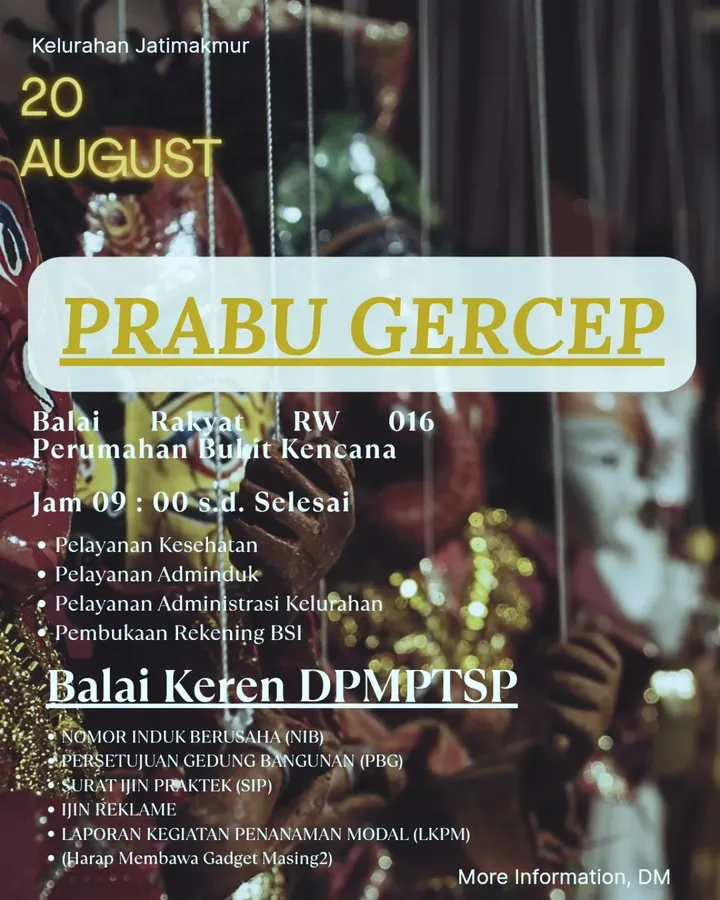 Kelurahan Jatimakmur
20
AUGUST
PRABU GERCEP
Balai Rakyat RW 016
Perumahan Bukit Kencana
Jam 09 : 00 s.d. Selesai
• Pelayanan Kesehatan
• Pelayanan Adminduk
• Pelayanan Administrasi Kelurahan
• Pembukaan Rekening BSI
Balai Keren DPMPTSP
• NOMOR INDUK BERUSAHA (NIB)
• PERSETUJUAN GEDUNG BANGUNAN (PBG)
• SURAT IJIN PRAKTEK (SIP)
• IJIN REKLAME
• LAPORAN KEGIATAN PENANAMAN MODAL (LKPM)
• (Harap Membawa Gadget Masing2)
More Information, DM